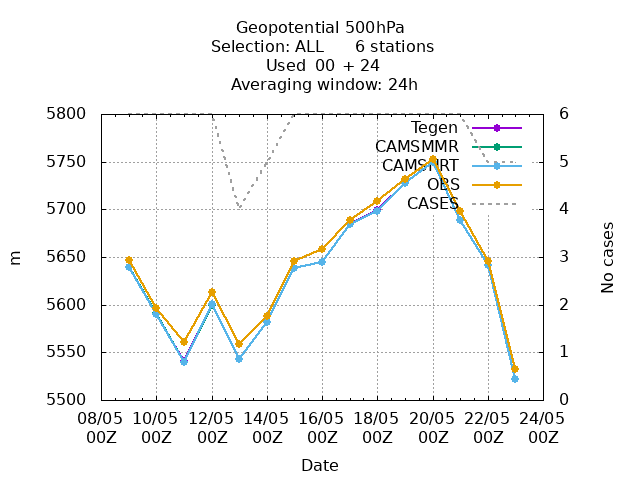 Geopotential 500hPa
Selection: ALL 6 stations
Used 00 + 24
Averaging window: 24h
5800
5750
5700
5650
5600
5550
5500
m
6
5
4
3
2
1
0
No cases
Tegen
CAMSMMR
CAMSMRT
OBS
CASES
08/05 10/05 12/05 14/05 16/05 18/05 20/05 22/05 24/05
00Z 00Z 00Z 00Z 00Z 00Z 00Z 00Z 00Z
Date